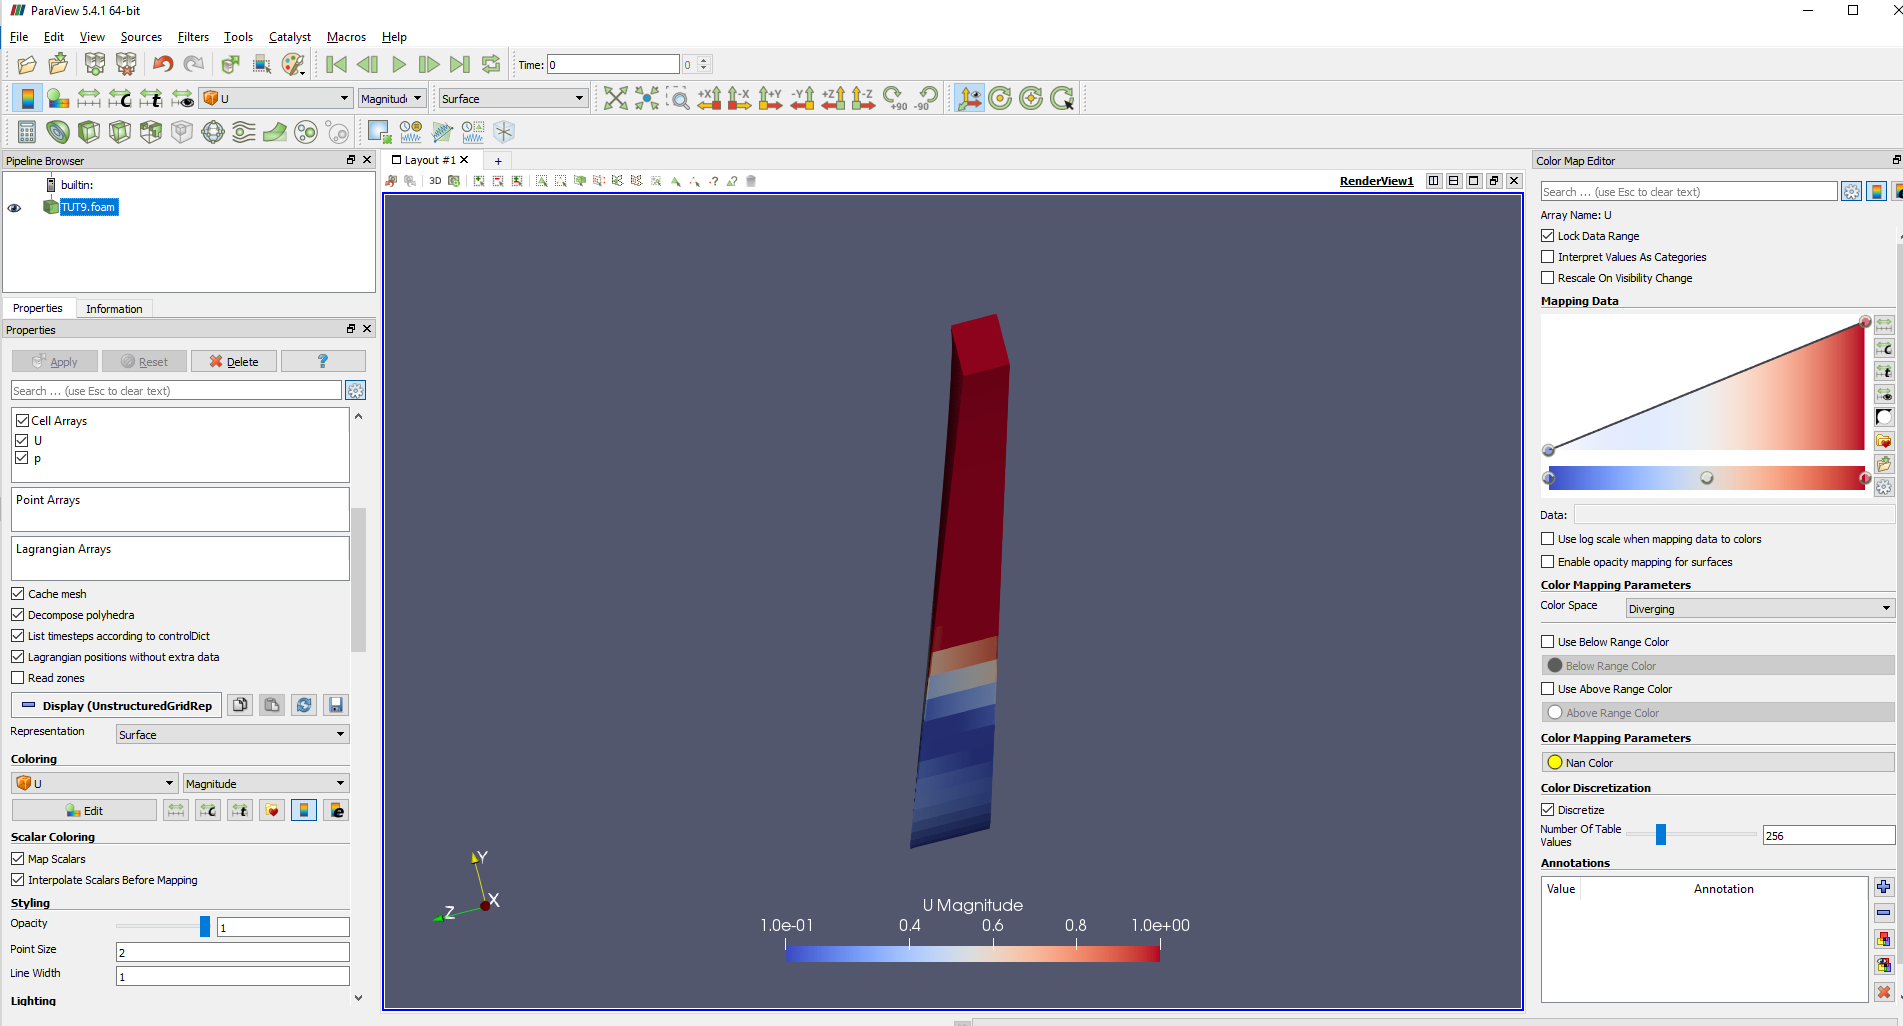 ParaView 5.4.1 64-bit
File Edit View Sources Filters Tools Catalyst Macros Help
Time: 0 0
U Magnitude Surface +X -X +Y -Y +Z -Z +90 -90
Pipeline Browser
builtin:
TUT9.foam
Properties Information
Properties
Apply Reset Delete ?
Search ... (use Esc to clear text)
Cell Arrays
U
p
Point Arrays
Lagrangian Arrays
Cache mesh
Decompose polyhedra
List timesteps according to controlDict
Lagrangian positions without extra data
Read zones
Display (UnstructuredGridRep
Representation Surface
Coloring
U Magnitude
Edit
Scalar Coloring
Map Scalars
Interpolate Scalars Before Mapping
Styling
Opacity 1
Point Size 2
Line Width 1
Lighting
Layout #1 +
3D RenderView1
Y
X
Z
U Magnitude
1.0e-01 0.4 0.6 0.8 1.0e+00
Color Map Editor
Search ... (use Esc to clear text)
Array Name: U
Lock Data Range
Interpret Values As Categories
Rescale On Visibility Change
Mapping Data
Data:
Use log scale when mapping data to colors
Enable opacity mapping for surfaces
Color Mapping Parameters
Color Space Diverging
Use Below Range Color
Below Range Color
Use Above Range Color
Above Range Color
Color Mapping Parameters
Nan Color
Color Discretization
Discretize
Number Of Table
Values 256
Annotations
Value Annotation